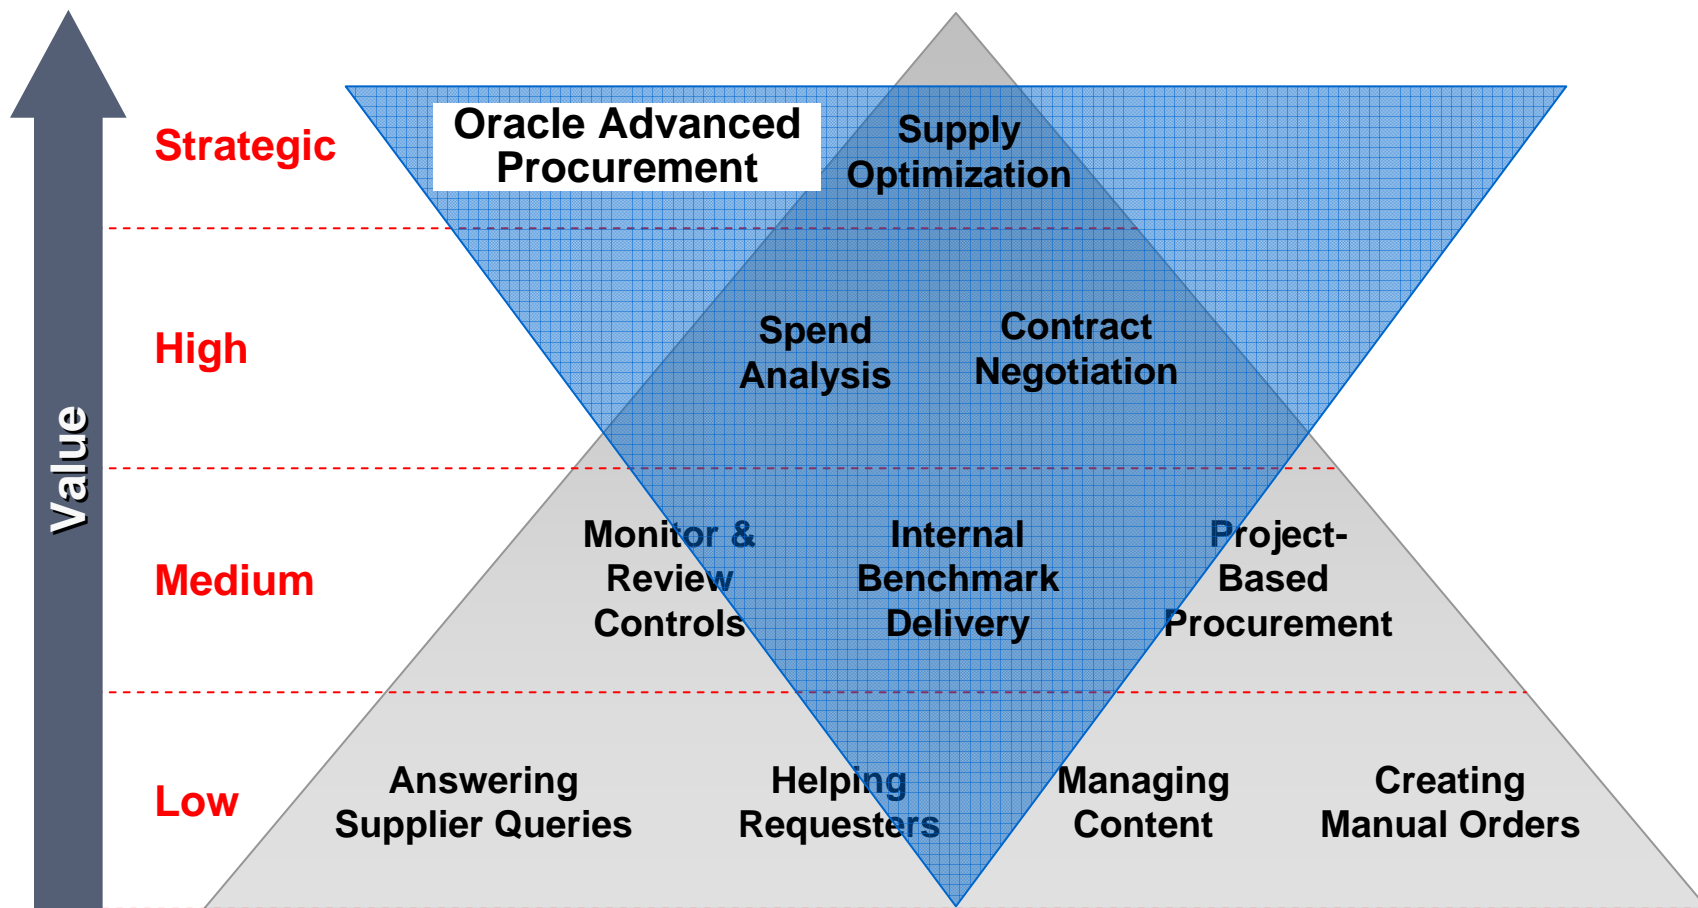 Value
Strategic
Oracle Advanced
Procurement
Supply
Optimization
High
Spend
Analysis
Contract
Negotiation
Medium
Monitor &
Review
Controls
Internal
Benchmark
Delivery
Project-
Based
Procurement
Low
Answering
Supplier Queries
Helping
Requesters
Managing
Content
Creating
Manual Orders